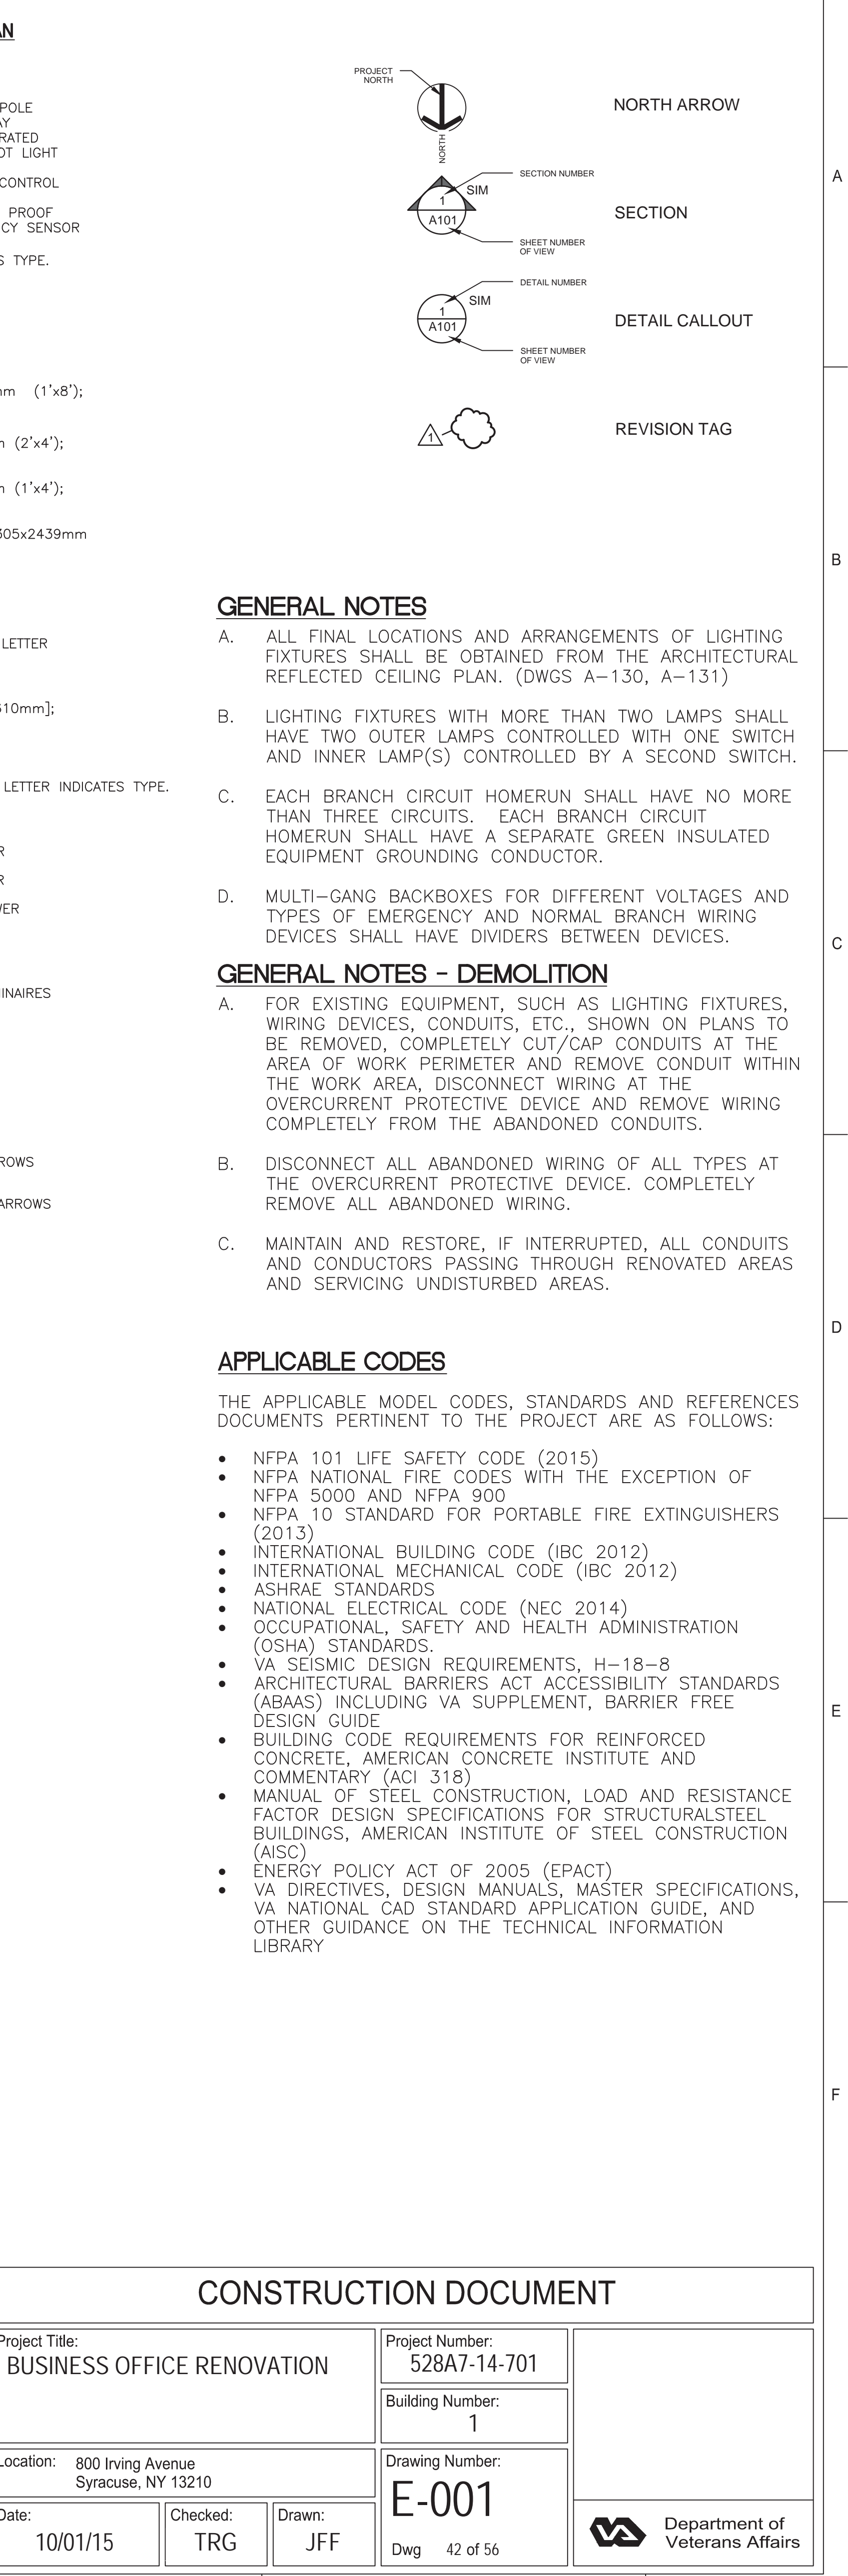 AN
POLE
AY
RATED
OT LIGHT
CONTROL
PROOF
CY SENSOR
S TYPE.
mm (1'x8');
m (2'x4');
m (1'x4');
305x2439mm
LETTER
610mm];
LETTER INDICATES TYPE.
R
R
WER
MINAIRES
ROWS
ARROWS
PROJECT
NORTH
NORTH
NORTH ARROW
SECTION NUMBER
1
SIM
A101
SECTION
SHEET NUMBER
OF VIEW
DETAIL NUMBER
1
SIM
A101
DETAIL CALLOUT
SHEET NUMBER
OF VIEW
1
REVISION TAG
GENERAL NOTES
A. ALL FINAL LOCATIONS AND ARRANGEMENTS OF LIGHTING
FIXTURES SHALL BE OBTAINED FROM THE ARCHITECTURAL
REFLECTED CEILING PLAN. (DWGS A-130, A-131)
B. LIGHTING FIXTURES WITH MORE THAN TWO LAMPS SHALL
HAVE TWO OUTER LAMPS CONTROLLED WITH ONE SWITCH
AND INNER LAMP(S) CONTROLLED BY A SECOND SWITCH.
C. EACH BRANCH CIRCUIT HOMERUN SHALL HAVE NO MORE
THAN THREE CIRCUITS. EACH BRANCH CIRCUIT
HOMERUN SHALL HAVE A SEPARATE GREEN INSULATED
EQUIPMENT GROUNDING CONDUCTOR.
D. MULTI-GANG BACKBOXES FOR DIFFERENT VOLTAGES AND
TYPES OF EMERGENCY AND NORMAL BRANCH WIRING
DEVICES SHALL HAVE DIVIDERS BETWEEN DEVICES.
GENERAL NOTES - DEMOLITION
A. FOR EXISTING EQUIPMENT, SUCH AS LIGHTING FIXTURES,
WIRING DEVICES, CONDUITS, ETC., SHOWN ON PLANS TO
BE REMOVED, COMPLETELY CUT/CAP CONDUITS AT THE
AREA OF WORK PERIMETER AND REMOVE CONDUIT WITHIN
THE WORK AREA, DISCONNECT WIRING AT THE
OVERCURRENT PROTECTIVE DEVICE AND REMOVE WIRING
COMPLETELY FROM THE ABANDONED CONDUITS.
B. DISCONNECT ALL ABANDONED WIRING OF ALL TYPES AT
THE OVERCURRENT PROTECTIVE DEVICE. COMPLETELY
REMOVE ALL ABANDONED WIRING.
C. MAINTAIN AND RESTORE, IF INTERRUPTED, ALL CONDUITS
AND CONDUCTORS PASSING THROUGH RENOVATED AREAS
AND SERVICING UNDISTURBED AREAS.
APPLICABLE CODES
THE APPLICABLE MODEL CODES, STANDARDS AND REFERENCES
DOCUMENTS PERTINENT TO THE PROJECT ARE AS FOLLOWS:
• NFPA 101 LIFE SAFETY CODE (2015)
• NFPA NATIONAL FIRE CODES WITH THE EXCEPTION OF
NFPA 5000 AND NFPA 900
• NFPA 10 STANDARD FOR PORTABLE FIRE EXTINGUISHERS
(2013)
• INTERNATIONAL BUILDING CODE (IBC 2012)
• INTERNATIONAL MECHANICAL CODE (IBC 2012)
• ASHRAE STANDARDS
• NATIONAL ELECTRICAL CODE (NEC 2014)
• OCCUPATIONAL, SAFETY AND HEALTH ADMINISTRATION
(OSHA) STANDARDS.
• VA SEISMIC DESIGN REQUIREMENTS, H-18-8
• ARCHITECTURAL BARRIERS ACT ACCESSIBILITY STANDARDS
(ABAAS) INCLUDING VA SUPPLEMENT, BARRIER FREE
DESIGN GUIDE
• BUILDING CODE REQUIREMENTS FOR REINFORCED
CONCRETE, AMERICAN CONCRETE INSTITUTE AND
COMMENTARY (ACI 318)
• MANUAL OF STEEL CONSTRUCTION, LOAD AND RESISTANCE
FACTOR DESIGN SPECIFICATIONS FOR STRUCTURALSTEEL
BUILDINGS, AMERICAN INSTITUTE OF STEEL CONSTRUCTION
(AISC)
• ENERGY POLICY ACT OF 2005 (EPACT)
• VA DIRECTIVES, DESIGN MANUALS, MASTER SPECIFICATIONS,
VA NATIONAL CAD STANDARD APPLICATION GUIDE, AND
OTHER GUIDANCE ON THE TECHNICAL INFORMATION
LIBRARY
A
B
C
D
E
F
CONSTRUCTION DOCUMENT
Project Title:
BUSINESS OFFICE RENOVATION
Project Number:
528A7-14-701
Building Number:
1
Location: 800 Irving Avenue
Syracuse, NY 13210
Drawing Number:
E-001
Dwg 42 of 56
Date:
10/01/15
Checked:
TRG
Drawn:
JFF
VA
Department of
Veterans Affairs